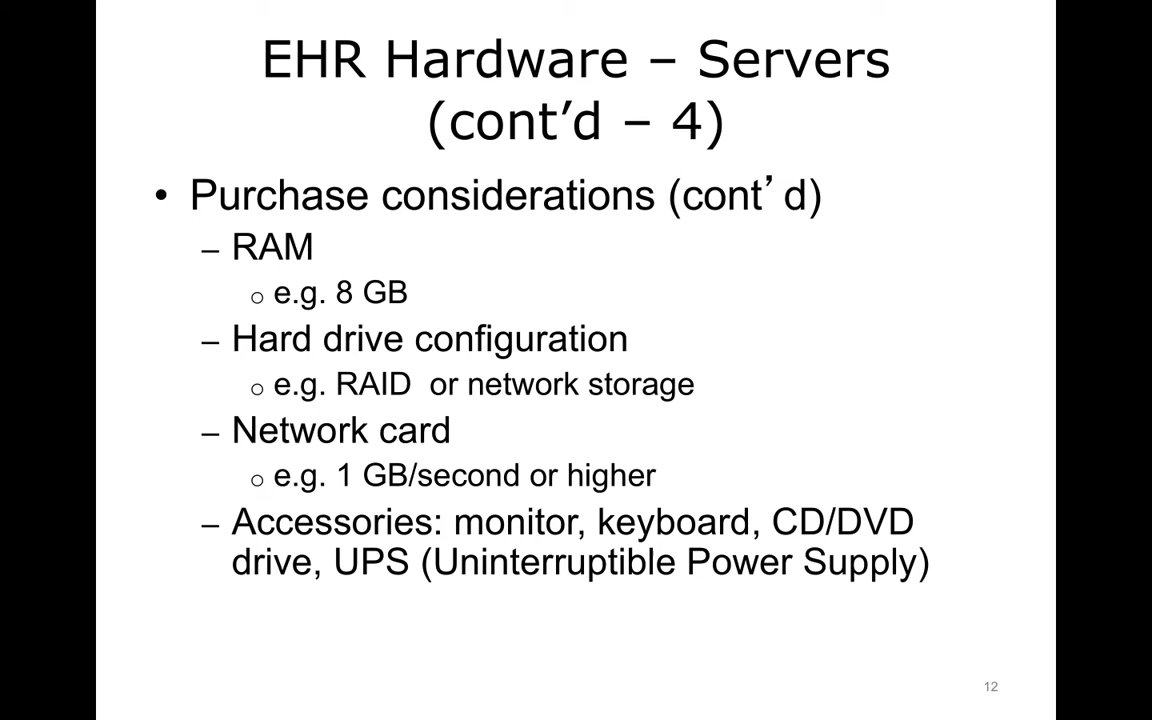 EHR Hardware – Servers
(cont’d – 4)
• Purchase considerations (cont’ d)
– RAM
o e.g. 8 GB
– Hard drive configuration
o e.g. RAID  or network storage
– Network card
o e.g. 1 GB/second or higher
– Accessories: monitor, keyboard, CD/DVD
drive, UPS (Uninterruptible Power Supply)
12